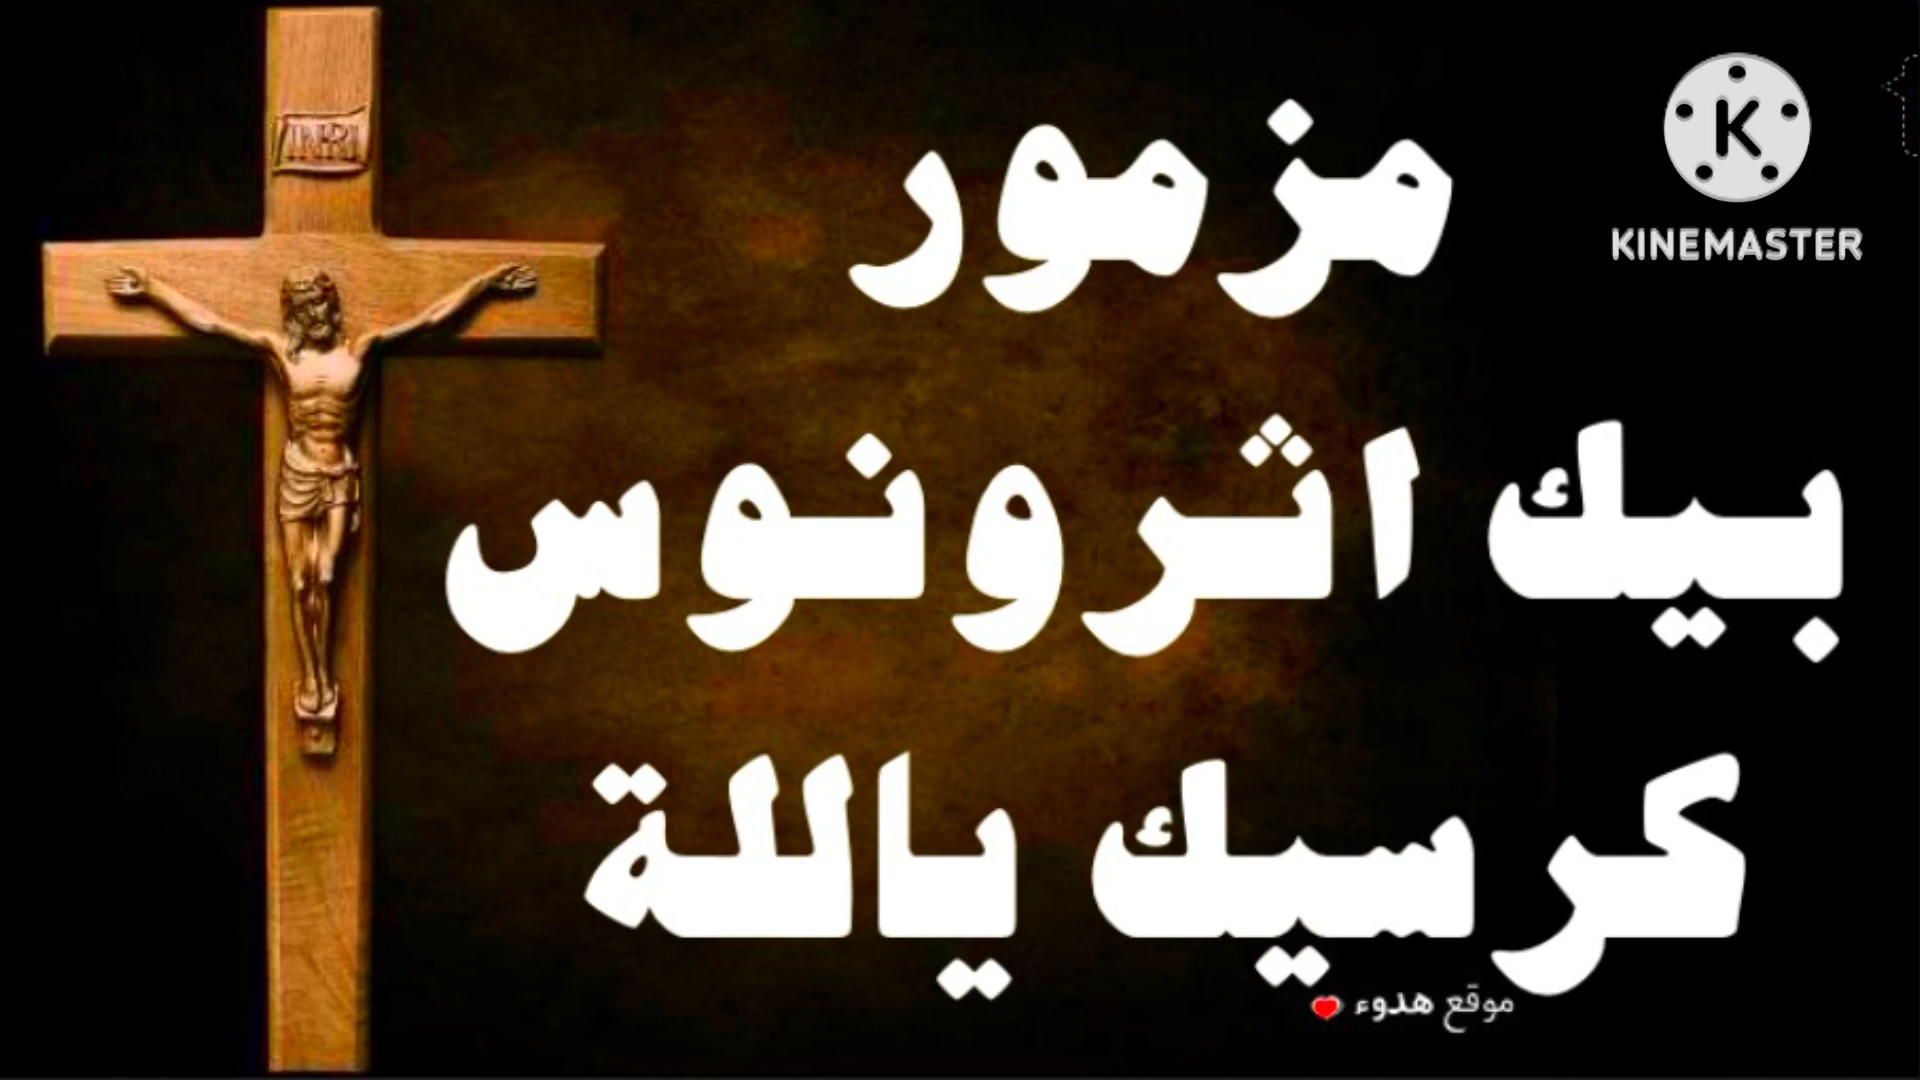 INRI
مزمور
بيك اثرونوس
كرسيك ياللة
K
KINEMASTER
موقع هدوء